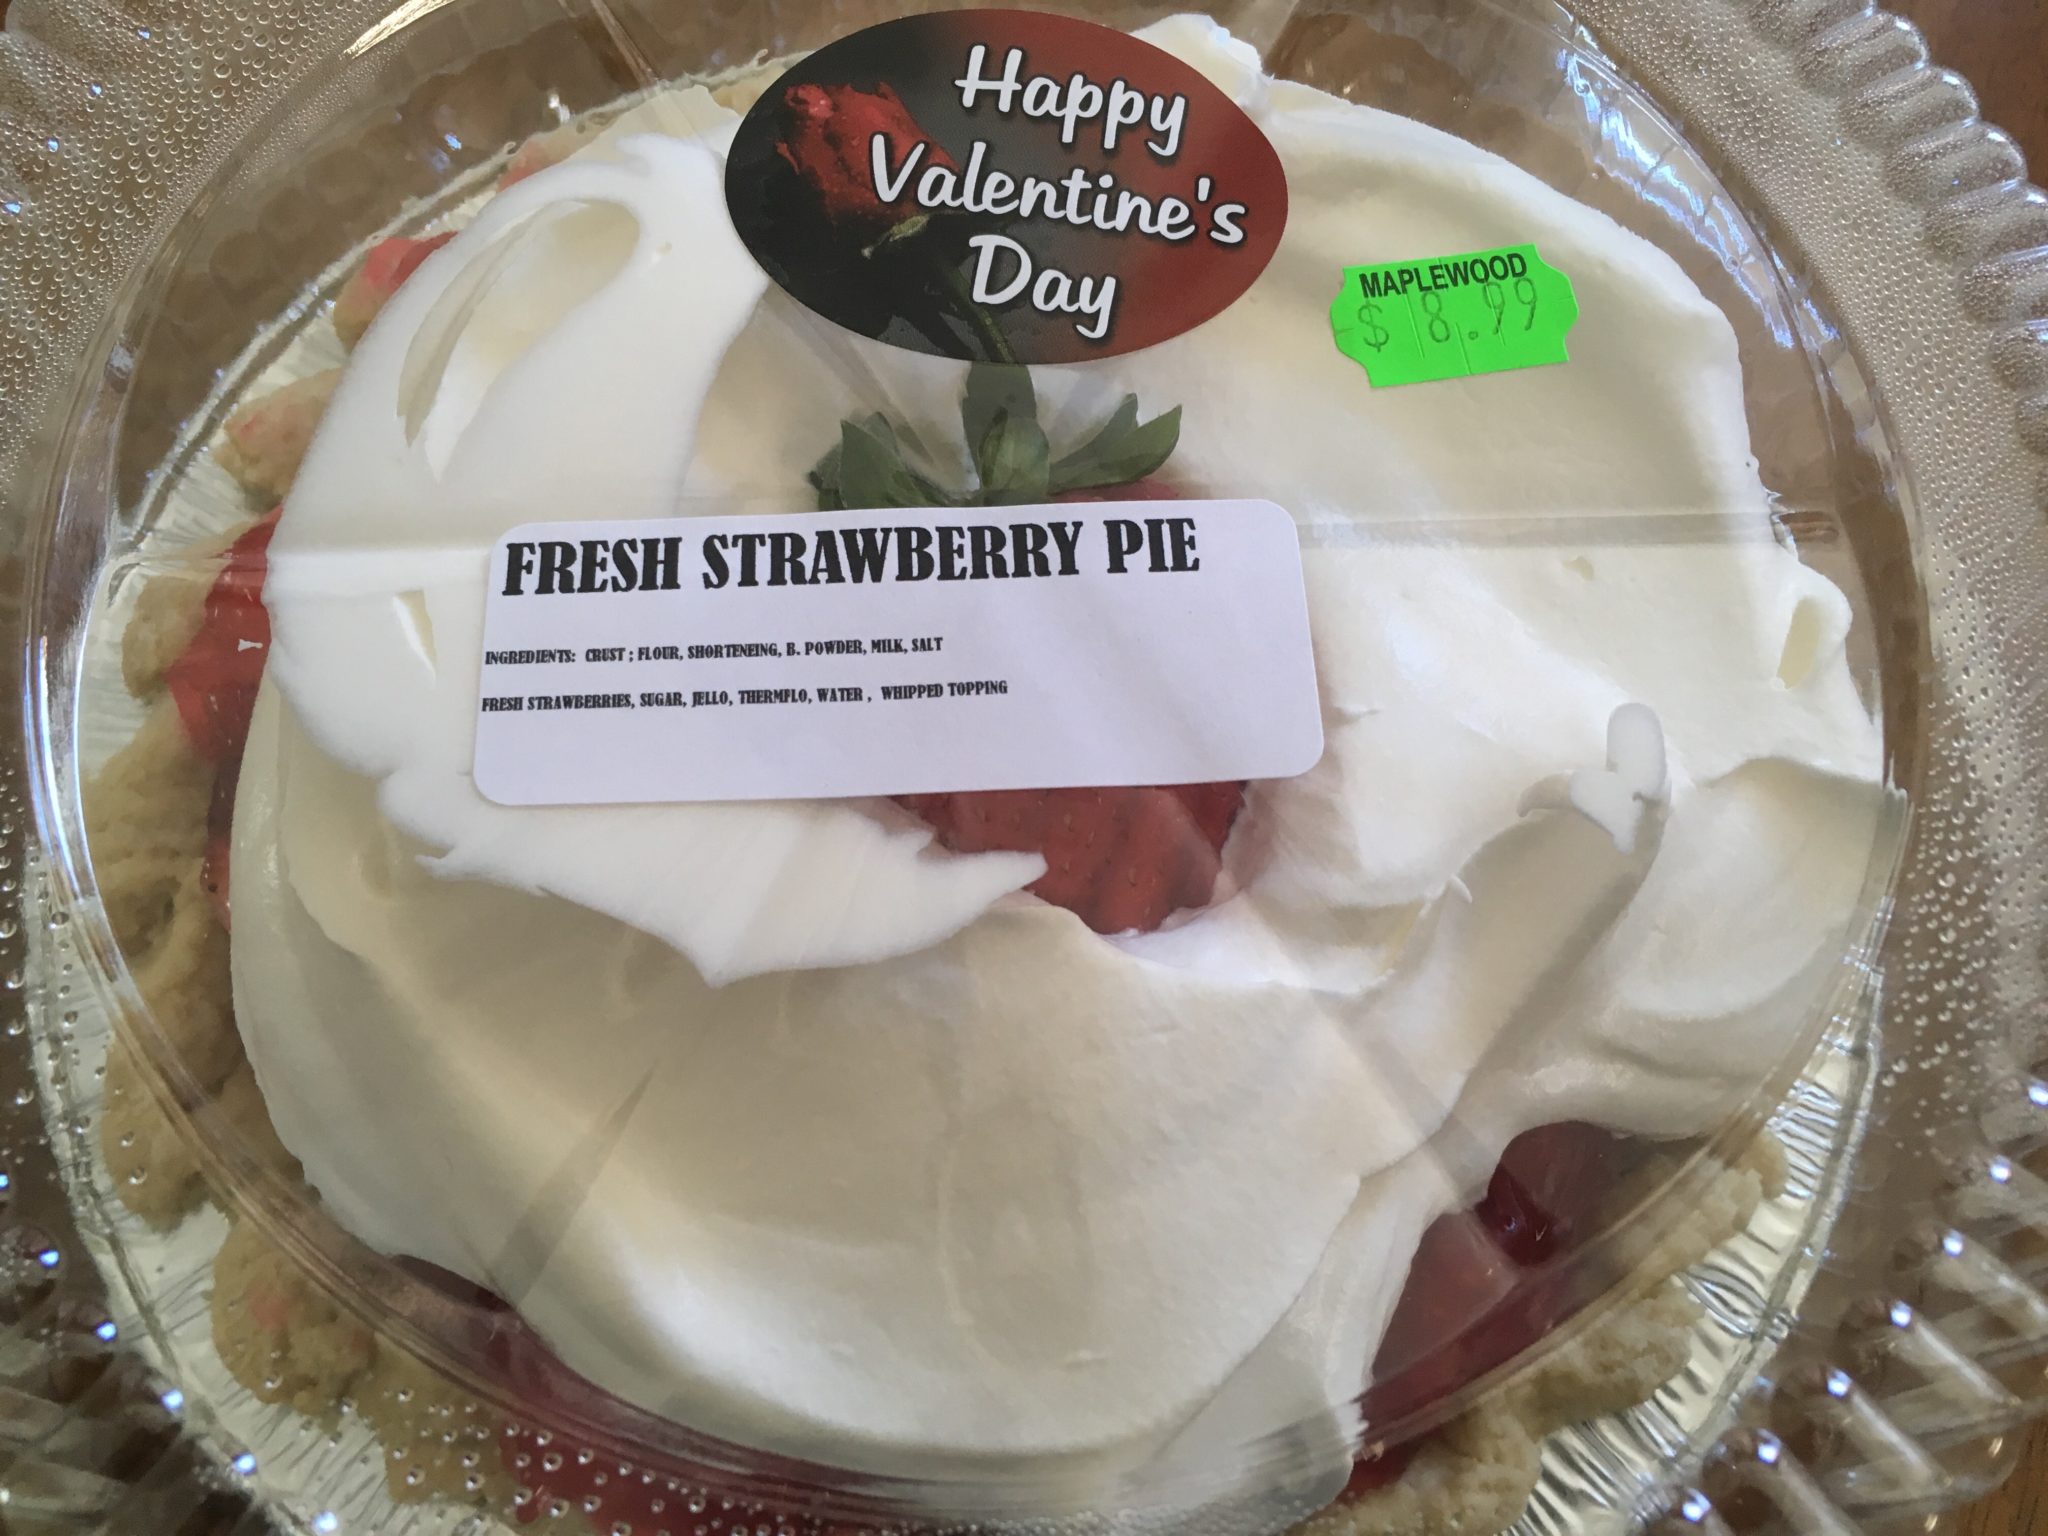 Happy
Valentine's
Day
MAPLEWOOD
$ 18.99
FRESH STRAWBERRY PIE
INGREDIENTS: CRUST ; FLOUR, SHORTENEING, B. POWDER, MILK, SALT
FRESH STRAWBERRIES, SUGAR, JELLO, THERMFLO, WATER , WHIPPED TOPPING